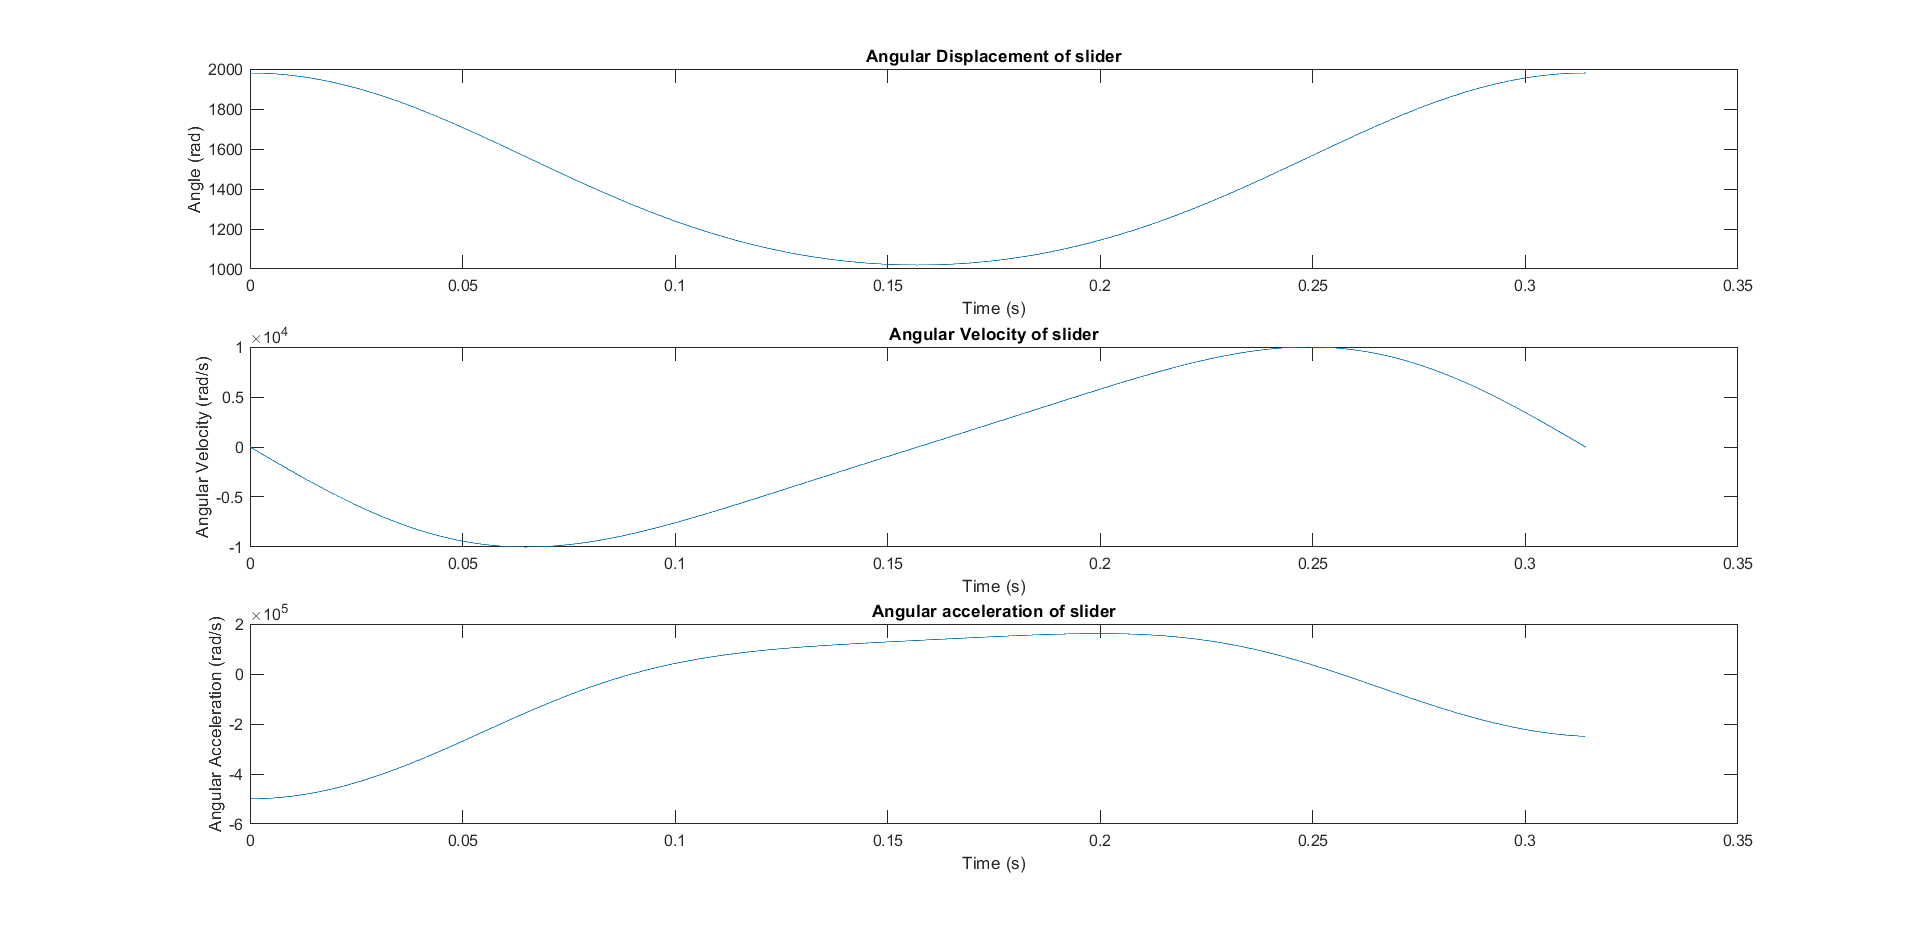 Angular Displacement of slider
2000
1800
1600
1400
1200
1000
Angle (rad)
0 0.05 0.1 0.15 0.2 0.25 0.3 0.35
Time (s)
Angular Velocity of slider
×10^4
1
0.5
0
-0.5
-1
Angular Velocity (rad/s)
0 0.05 0.1 0.15 0.2 0.25 0.3 0.35
Time (s)
Angular acceleration of slider
×10^5
2
0
-2
-4
-6
Angular Acceleration (rad/s)
0 0.05 0.1 0.15 0.2 0.25 0.3 0.35
Time (s)